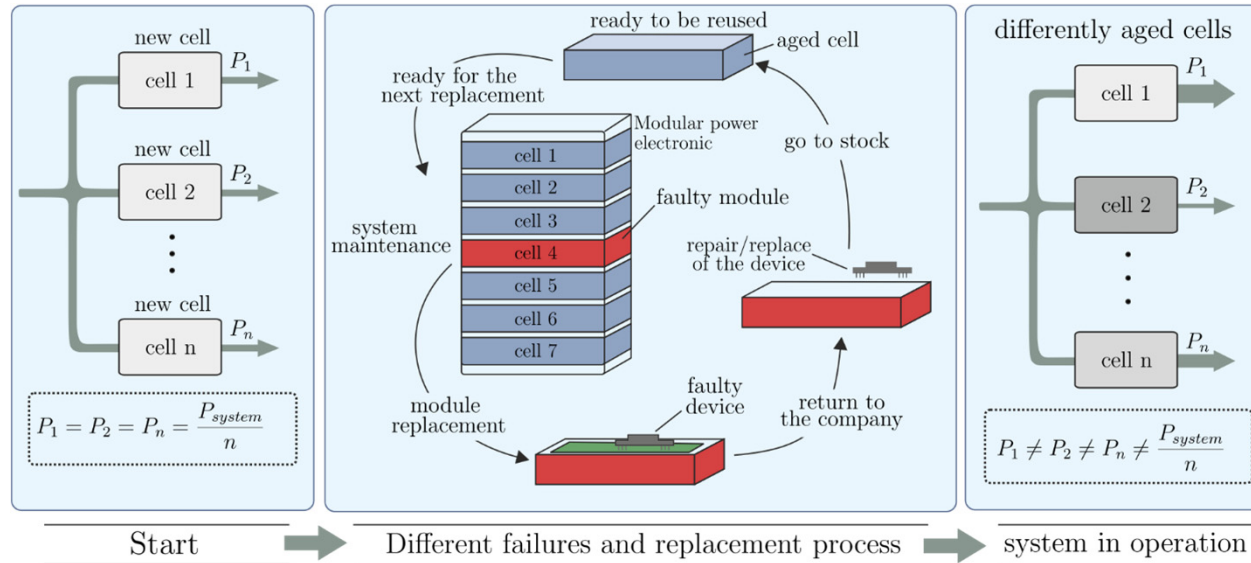 new cell
cell 1
P₁
new cell
cell 2
P₂
new cell
cell n
Pₙ
P₁ = P₂ = Pₙ = P_system / n
ready to be reused
aged cell
ready for the
next replacement
Modular power
electronic
cell 1
cell 2
cell 3
cell 4
cell 5
cell 6
cell 7
go to stock
faulty module
system
maintenance
repair/replace
of the device
module
replacement
faulty
device
return to
the company
differently aged cells
cell 1
P₁
cell 2
P₂
cell n
Pₙ
P₁ ≠ P₂ ≠ Pₙ ≠ P_system / n
Start
Different failures and replacement process
system in operation